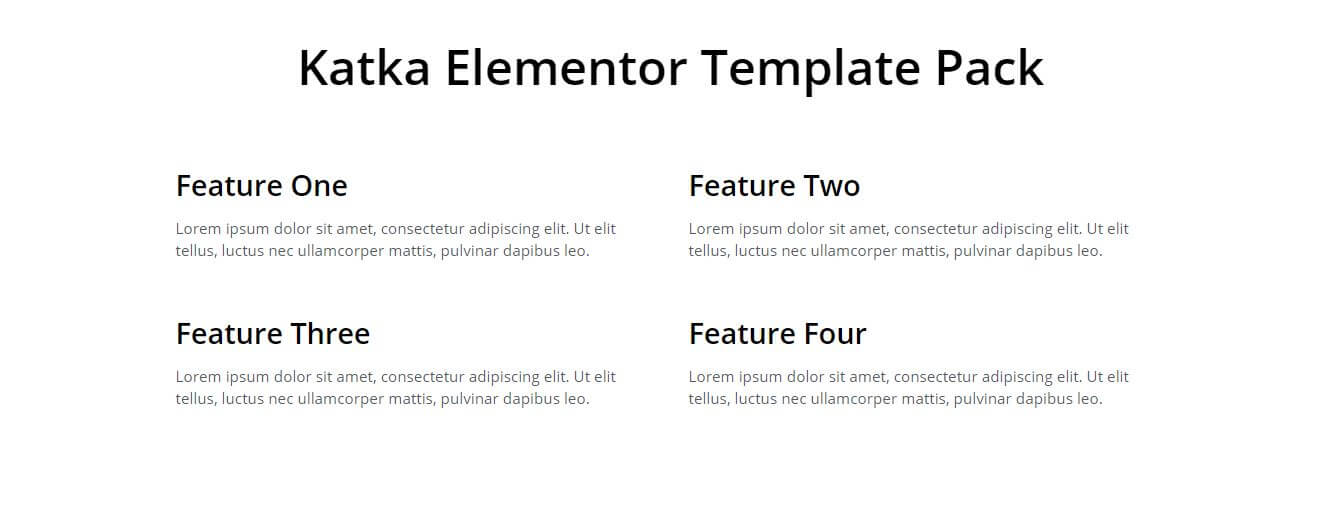 Katka Elementor Template Pack
Feature One
Lorem ipsum dolor sit amet, consectetur adipiscing elit. Ut elit
tellus, luctus nec ullamcorper mattis, pulvinar dapibus leo.
Feature Two
Lorem ipsum dolor sit amet, consectetur adipiscing elit. Ut elit
tellus, luctus nec ullamcorper mattis, pulvinar dapibus leo.
Feature Three
Lorem ipsum dolor sit amet, consectetur adipiscing elit. Ut elit
tellus, luctus nec ullamcorper mattis, pulvinar dapibus leo.
Feature Four
Lorem ipsum dolor sit amet, consectetur adipiscing elit. Ut elit
tellus, luctus nec ullamcorper mattis, pulvinar dapibus leo.